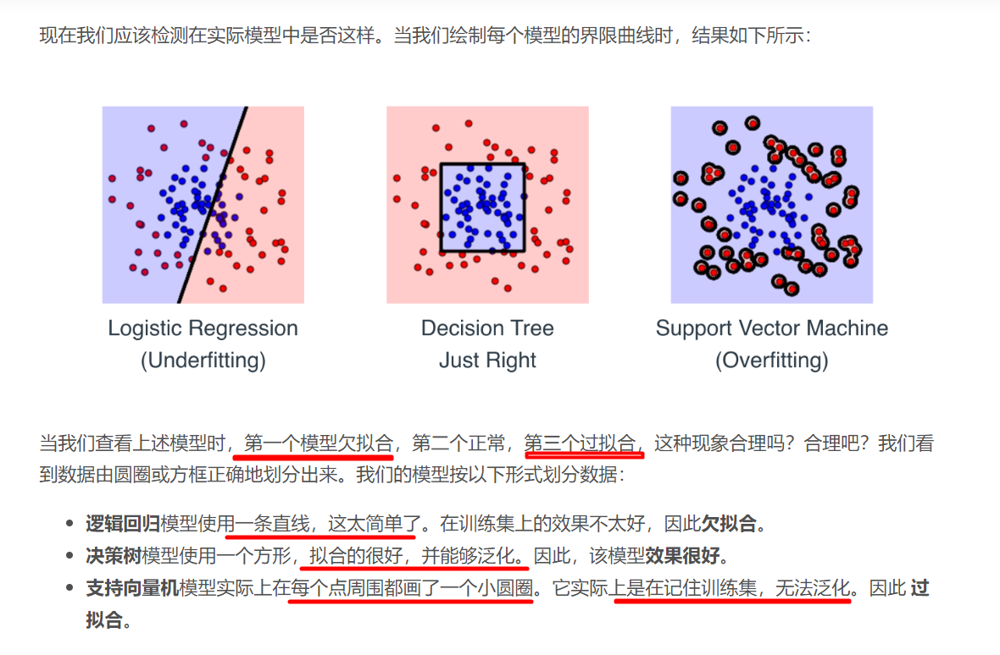 现在我们应该检测在实际模型中是否这样。当我们绘制每个模型的界限曲线时，结果如下所示：
Logistic Regression
(Underfitting)
Decision Tree
Just Right
Support Vector Machine
(Overfitting)
当我们查看上述模型时，第一个模型欠拟合，第二个正常，第三个过拟合，这种现象合理吗？合理吧？我们看
到数据由圆圈或方框正确地划分出来。我们的模型按以下形式划分数据：
• 逻辑回归模型使用一条直线，这太简单了。在训练集上的效果不太好，因此欠拟合。
• 决策树模型使用一个方形，拟合的很好，并能够泛化。因此，该模型效果很好。
• 支持向量机模型实际上在每个点周围都画了一个小圆圈。它实际上是在记住训练集，无法泛化。因此 过
拟合。